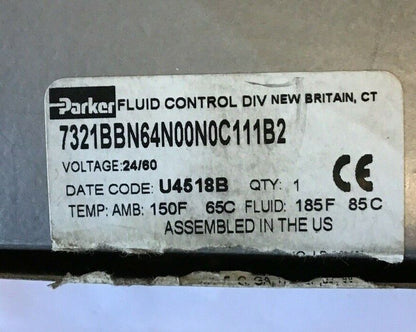 Parker FLUID CONTROL DIV NEW BRITAIN, CT
7321BBN64N00N0C111B2
VOLTAGE: 24/60
DATE CODE: U4518B QTY: 1 CE
TEMP: AMB: 150F 65C FLUID: 185F 85C
ASSEMBLED IN THE US